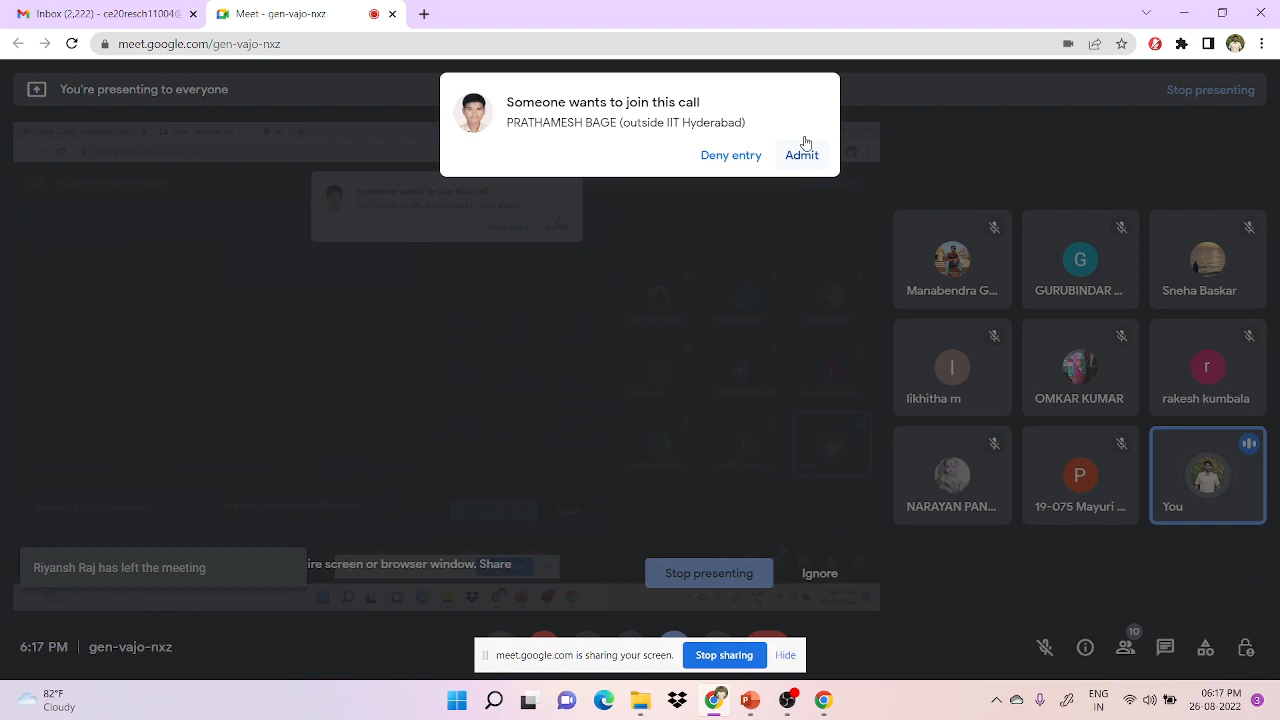 Inbox (2,222) - ce20resch11004@
Meet - gen-vajo-nxz
meet.google.com/gen-vajo-nxz
You're presenting to everyone
Stop presenting
Someone wants to join this call
PRATHAMESH BAGE (outside IIT Hyderabad)
Deny entry
Admit
Manabendra G...
GURUBINDAR ...
Sneha Baskar
G
likhitha m
OMKAR KUMAR
rakesh kumbala
l
r
NARAYAN PAN...
19-075 Mayuri ...
You
P
Riyansh Raj has left the meeting
ire screen or browser window. Share
Stop presenting
Ignore
6:17 PM | gen-vajo-nxz
10
meet.google.com is sharing your screen.
Stop sharing
Hide
82°F
Cloudy
ENG
IN
06:17 PM
26-08-2022
3